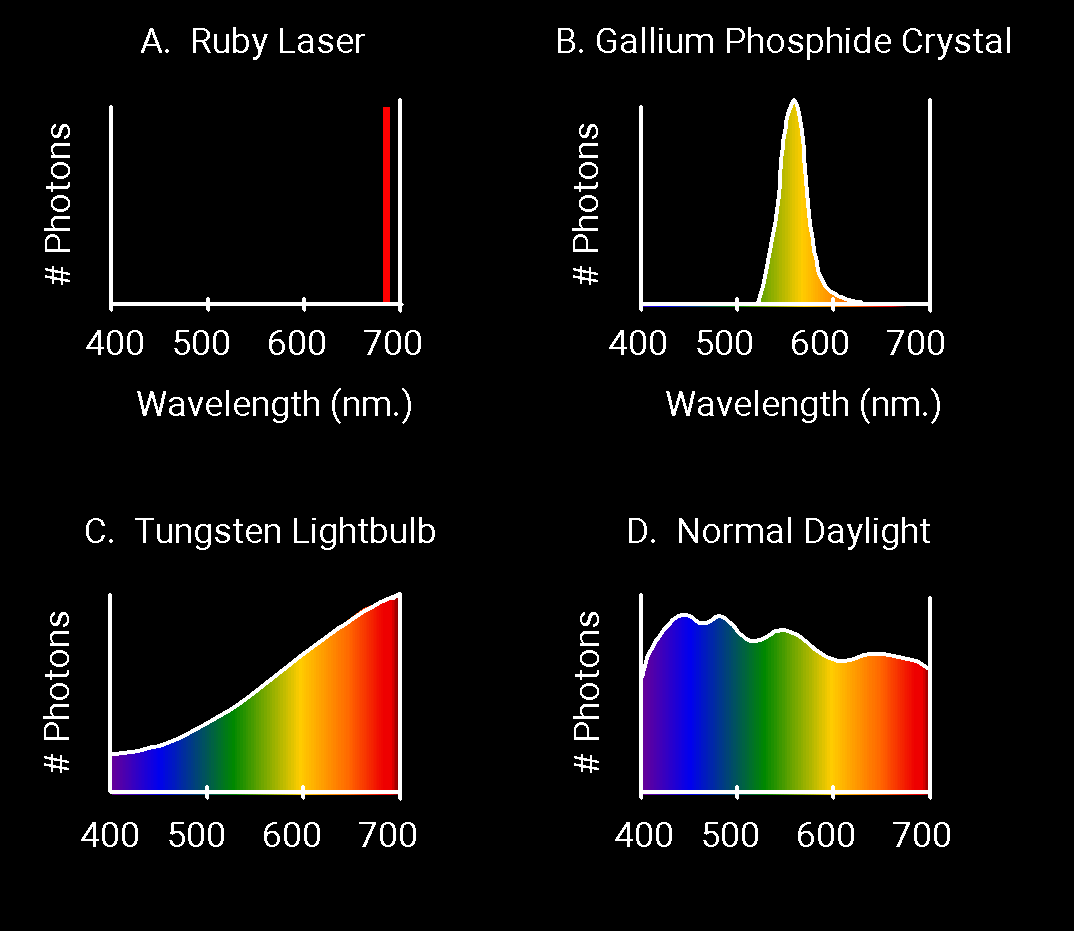 A. Ruby Laser
B. Gallium Phosphide Crystal
# Photons
# Photons
400 500 600 700
400 500 600 700
Wavelength (nm.)
Wavelength (nm.)
C. Tungsten Lightbulb
D. Normal Daylight
# Photons
# Photons
400 500 600 700
400 500 600 700